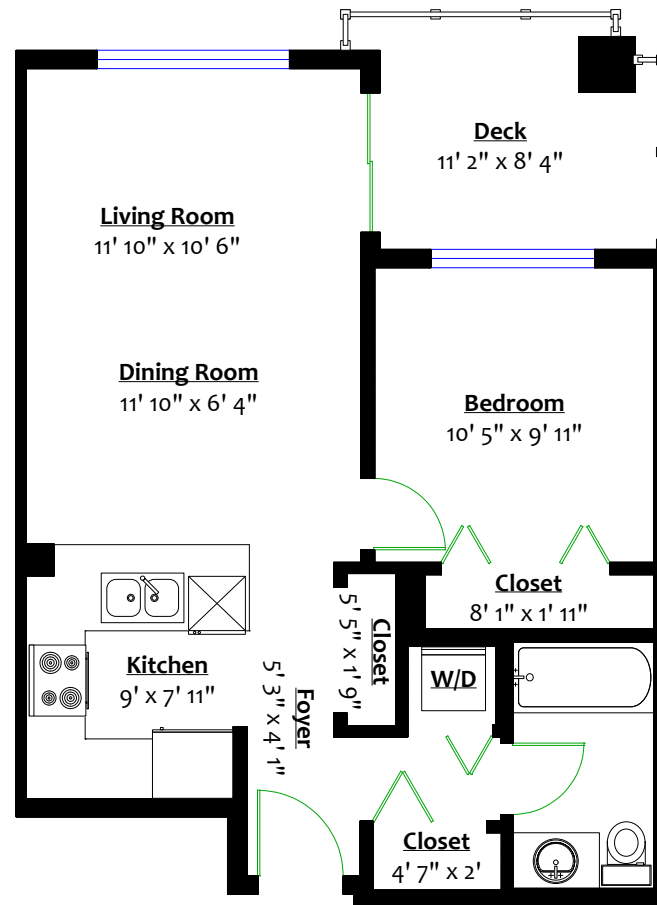 Deck
11' 2" x 8' 4"
Living Room
11' 10" x 10' 6"
Dining Room
11' 10" x 6' 4"
Bedroom
10' 5" x 9' 11"
Closet
8' 1" x 1' 11"
Closet
5' 5" x 1' 9"
Kitchen
9' x 7' 11"
Foyer
5' 3" x 4' 1"
W/D
Closet
4' 7" x 2'